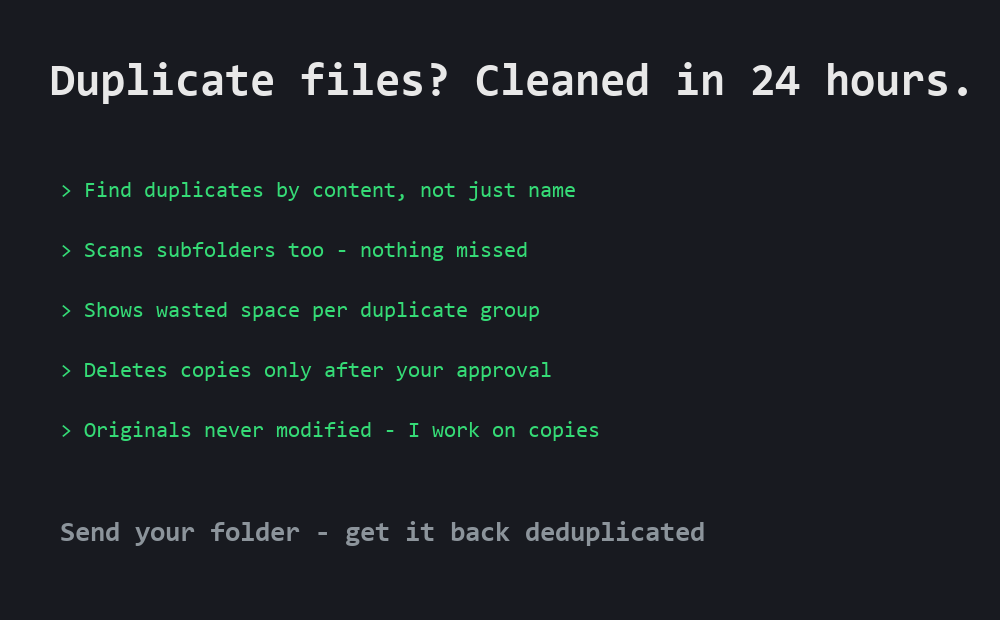 Duplicate files? Cleaned in 24 hours.
> Find duplicates by content, not just name
> Scans subfolders too - nothing missed
> Shows wasted space per duplicate group
> Deletes copies only after your approval
> Originals never modified - I work on copies
Send your folder - get it back deduplicated